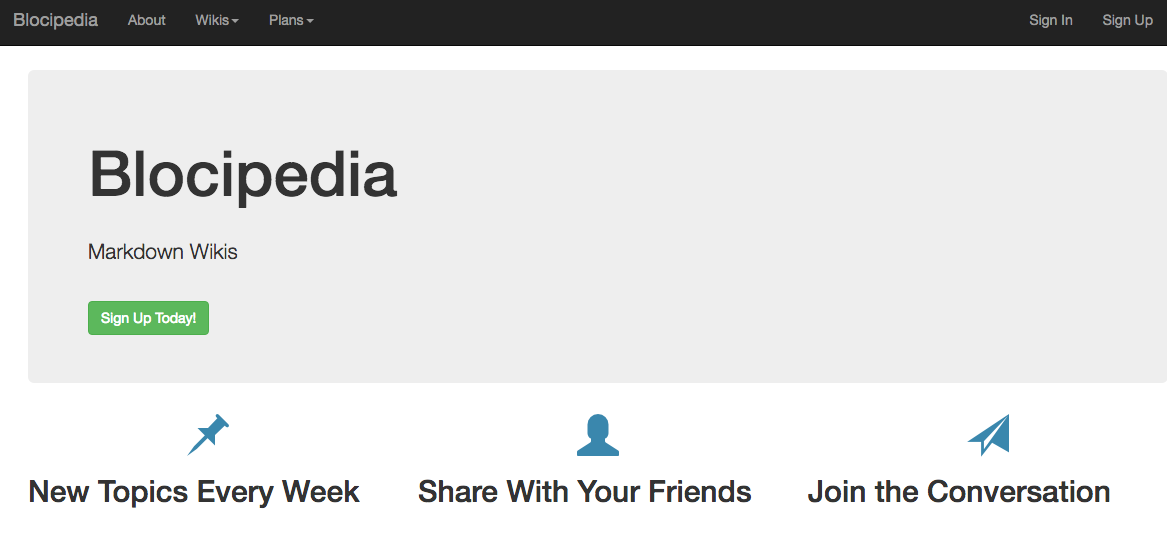 Blocipedia About Wikis Plans Sign In Sign Up
Blocipedia
Markdown Wikis
Sign Up Today!
New Topics Every Week Share With Your Friends Join the Conversation